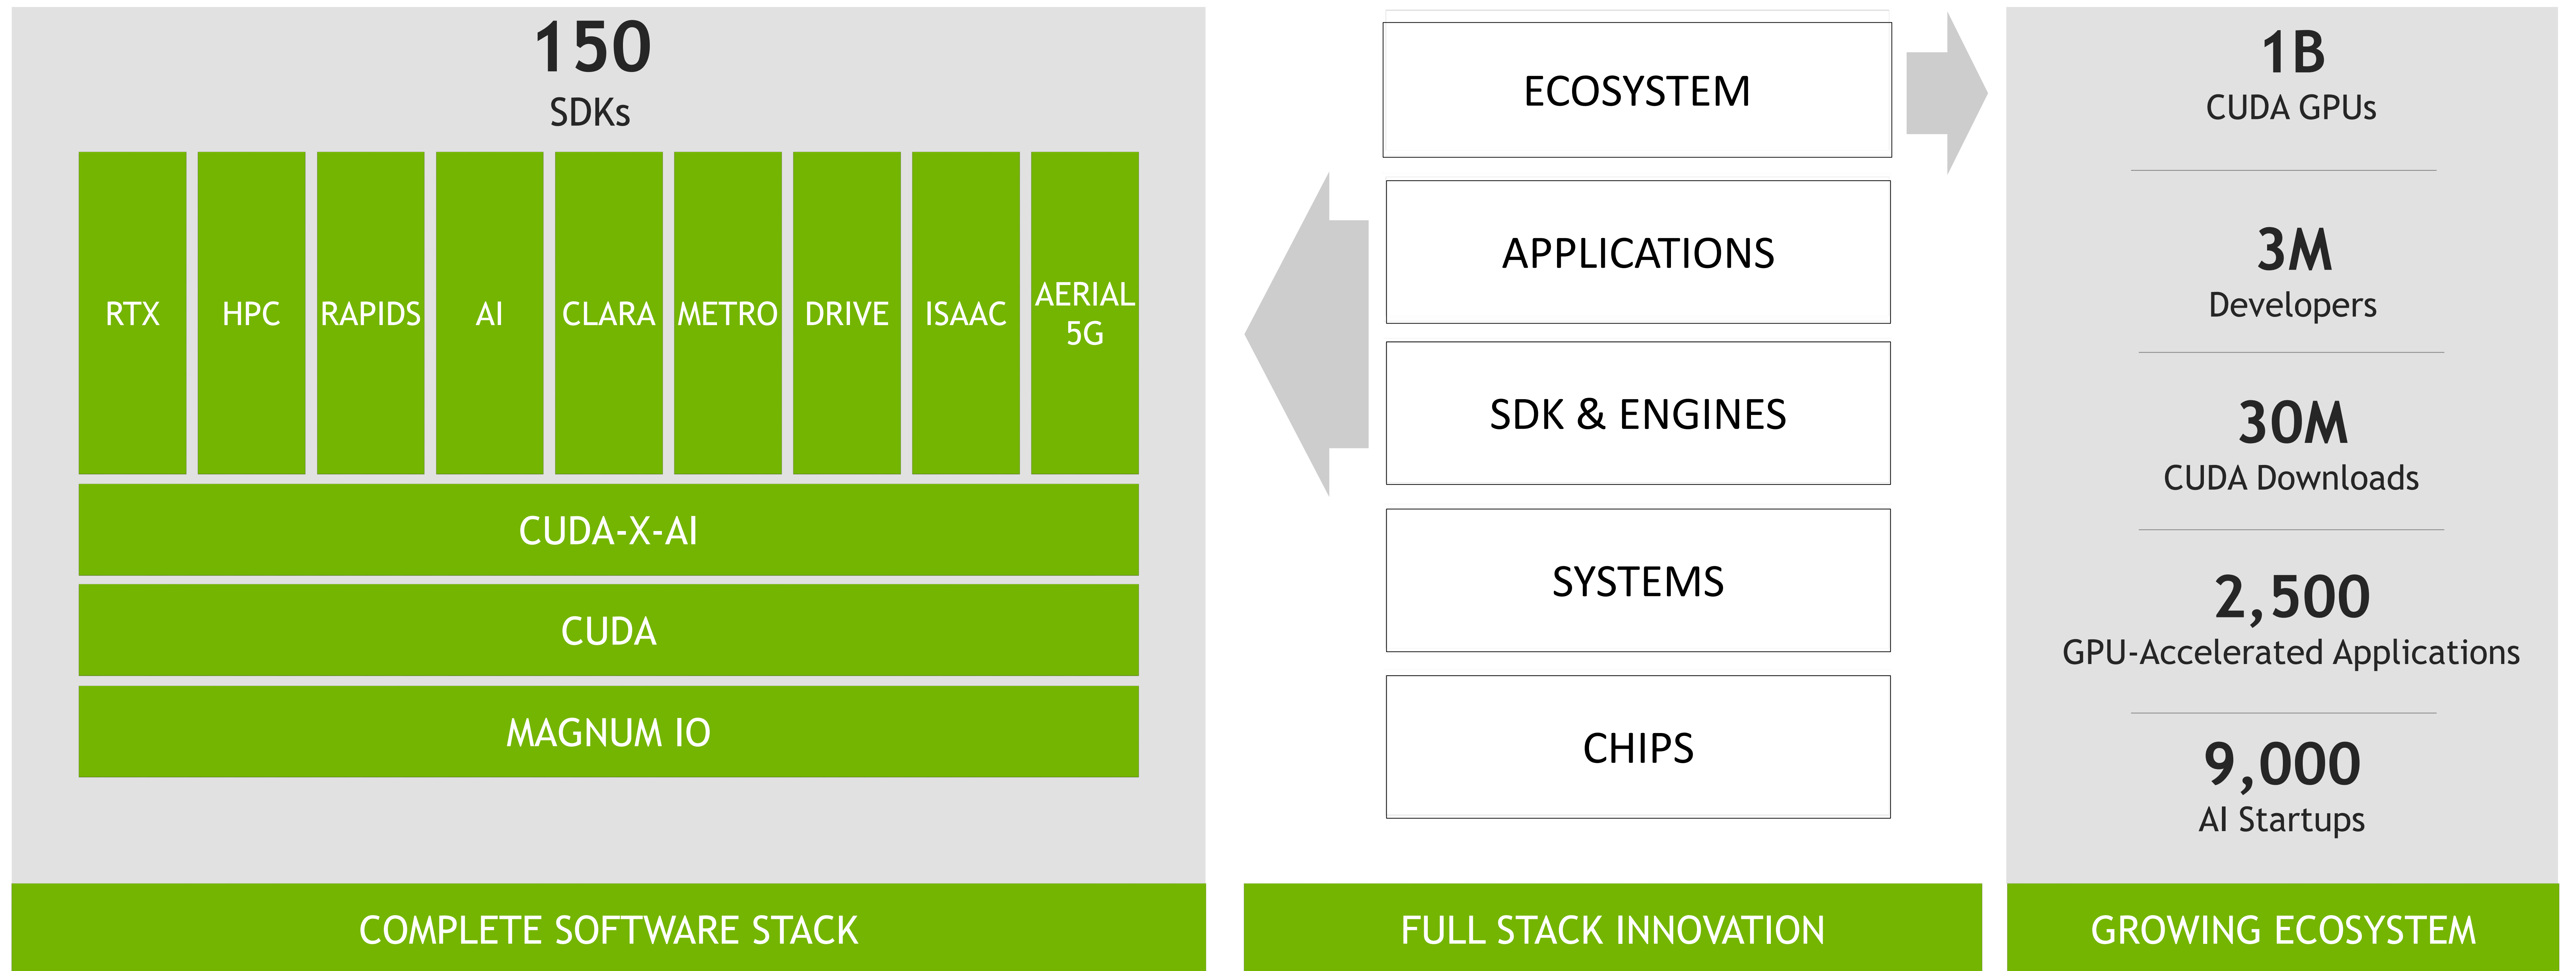 150
SDKs
RTX
HPC
RAPIDS
AI
CLARA
METRO
DRIVE
ISAAC
AERIAL
5G
CUDA-X-AI
CUDA
MAGNUM IO
COMPLETE SOFTWARE STACK
ECOSYSTEM
APPLICATIONS
SDK & ENGINES
SYSTEMS
CHIPS
FULL STACK INNOVATION
1B
CUDA GPUs
3M
Developers
30M
CUDA Downloads
2,500
GPU-Accelerated Applications
9,000
AI Startups
GROWING ECOSYSTEM